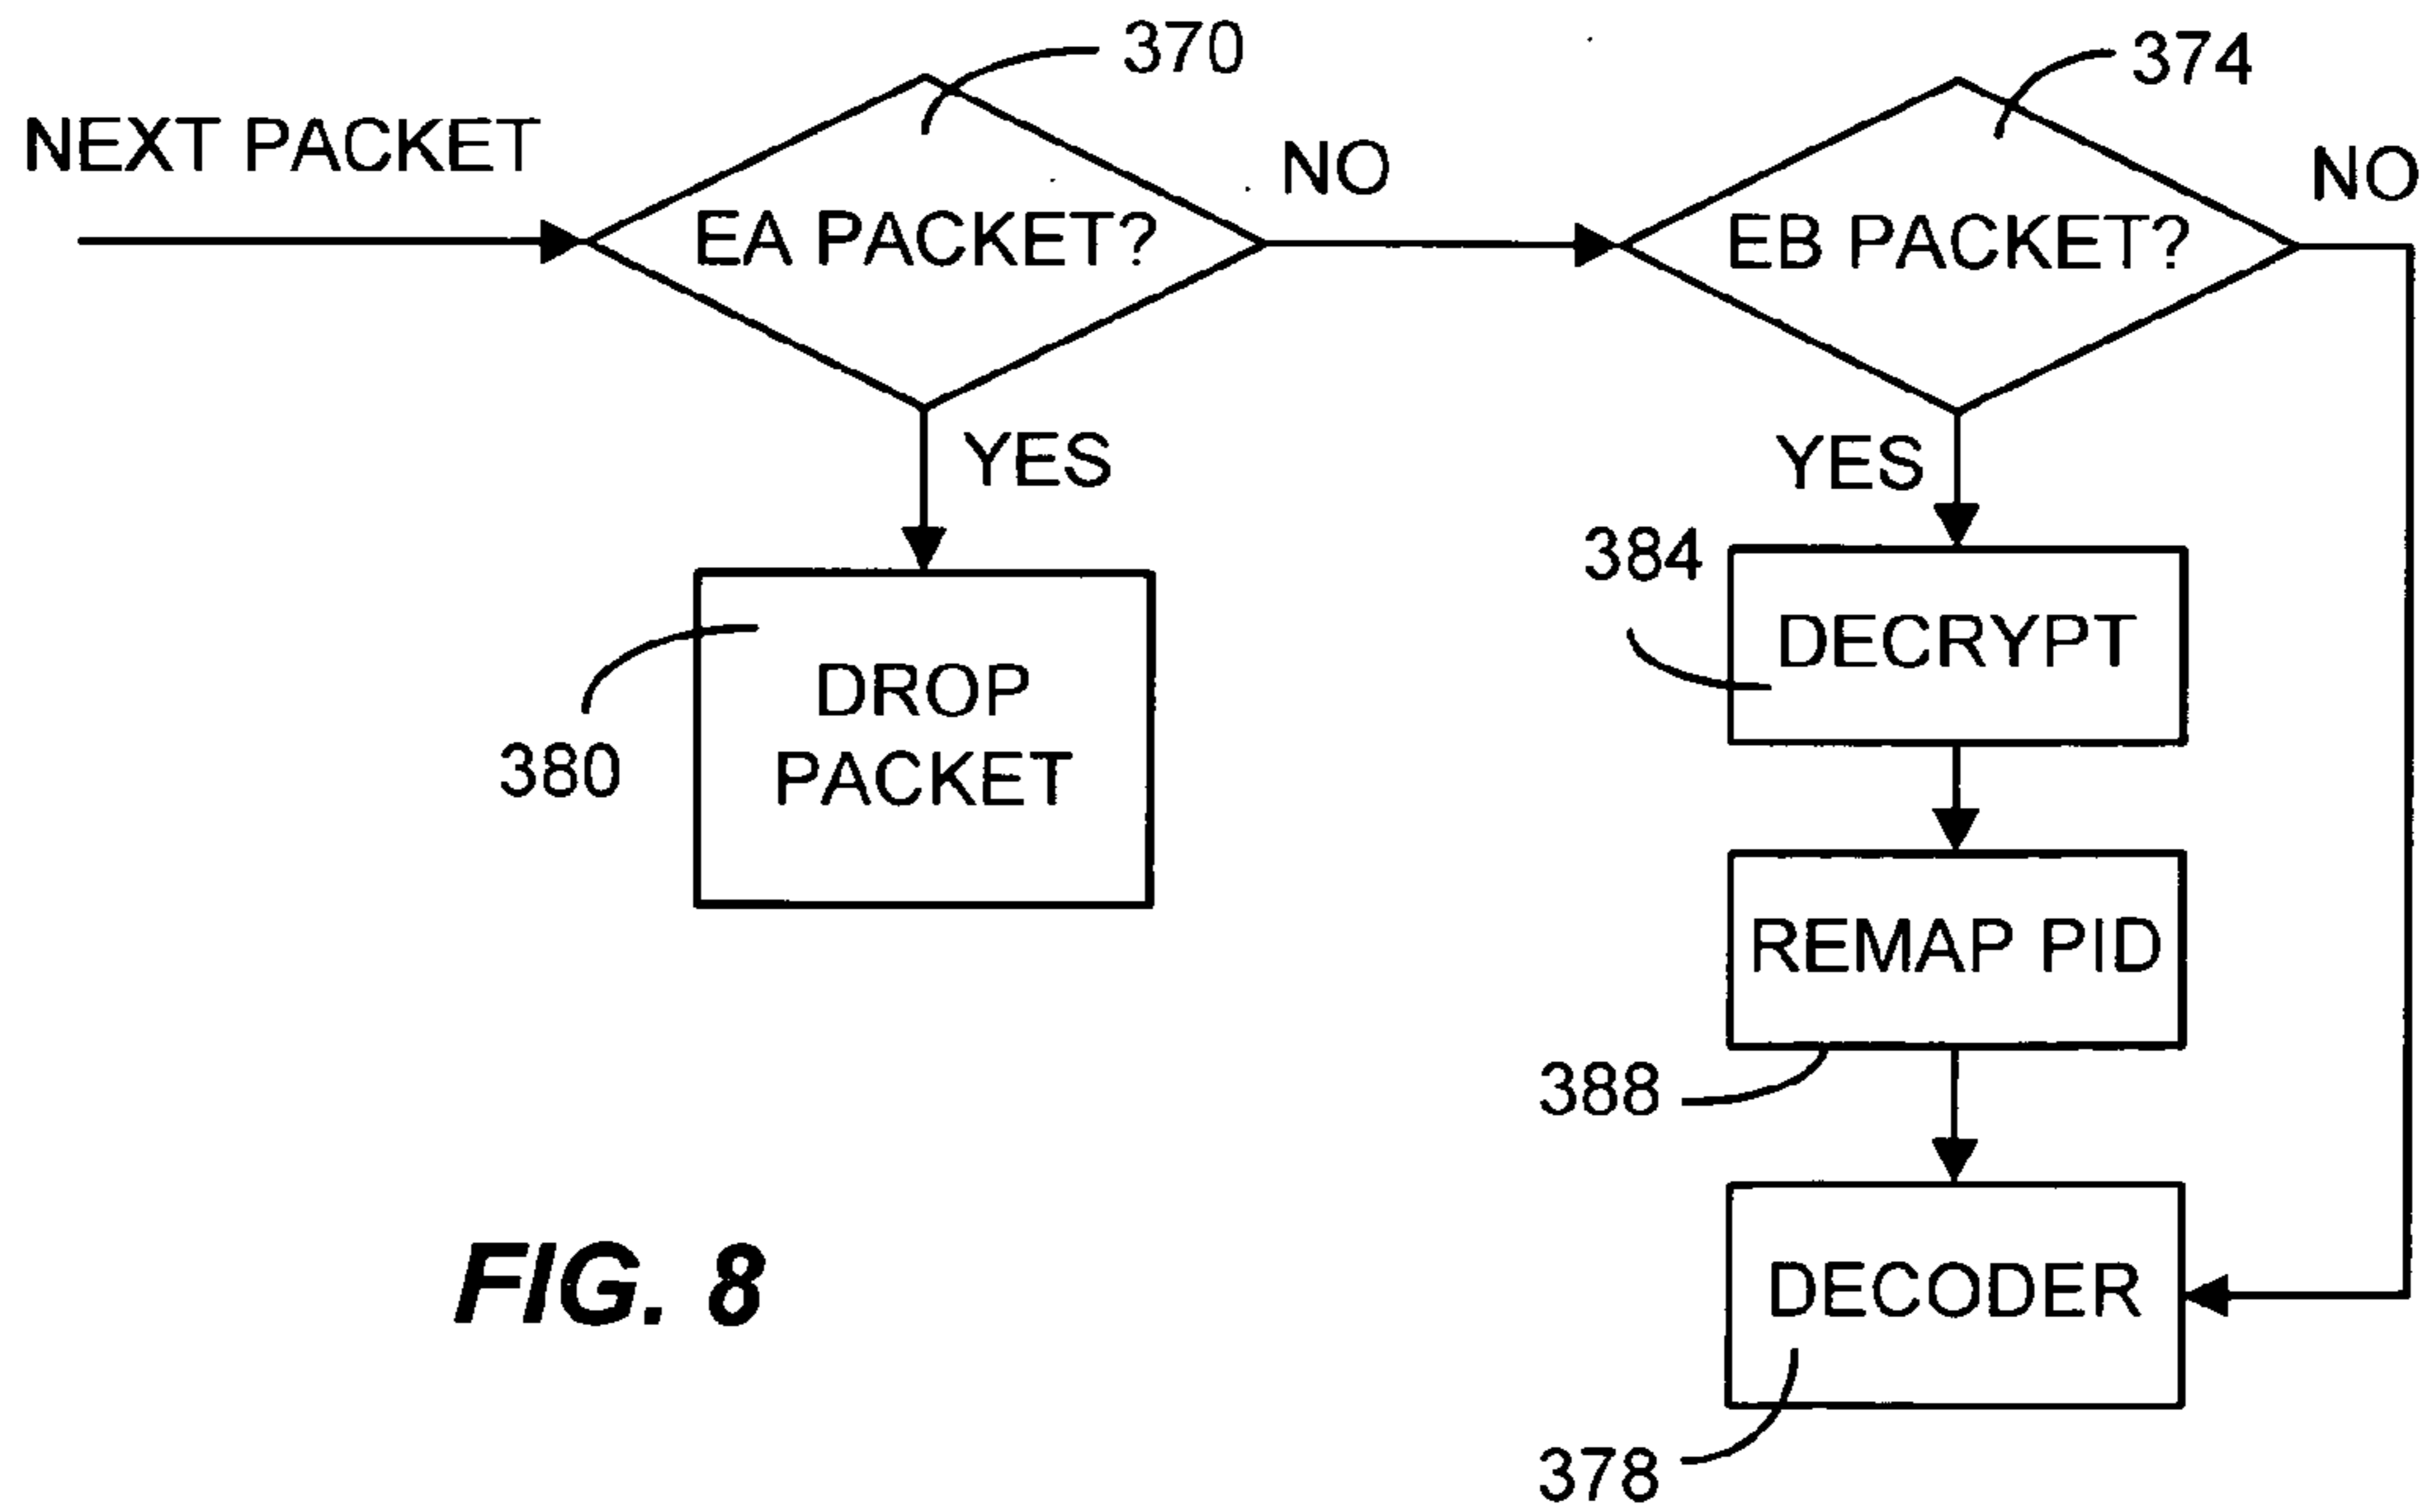 370
374
NEXT PACKET
NO
NO
EA PACKET?
EB PACKET?
YES
YES
384
DECRYPT
DROP
PACKET
380
REMAP PID
388
DECODER
FIG. 8
378